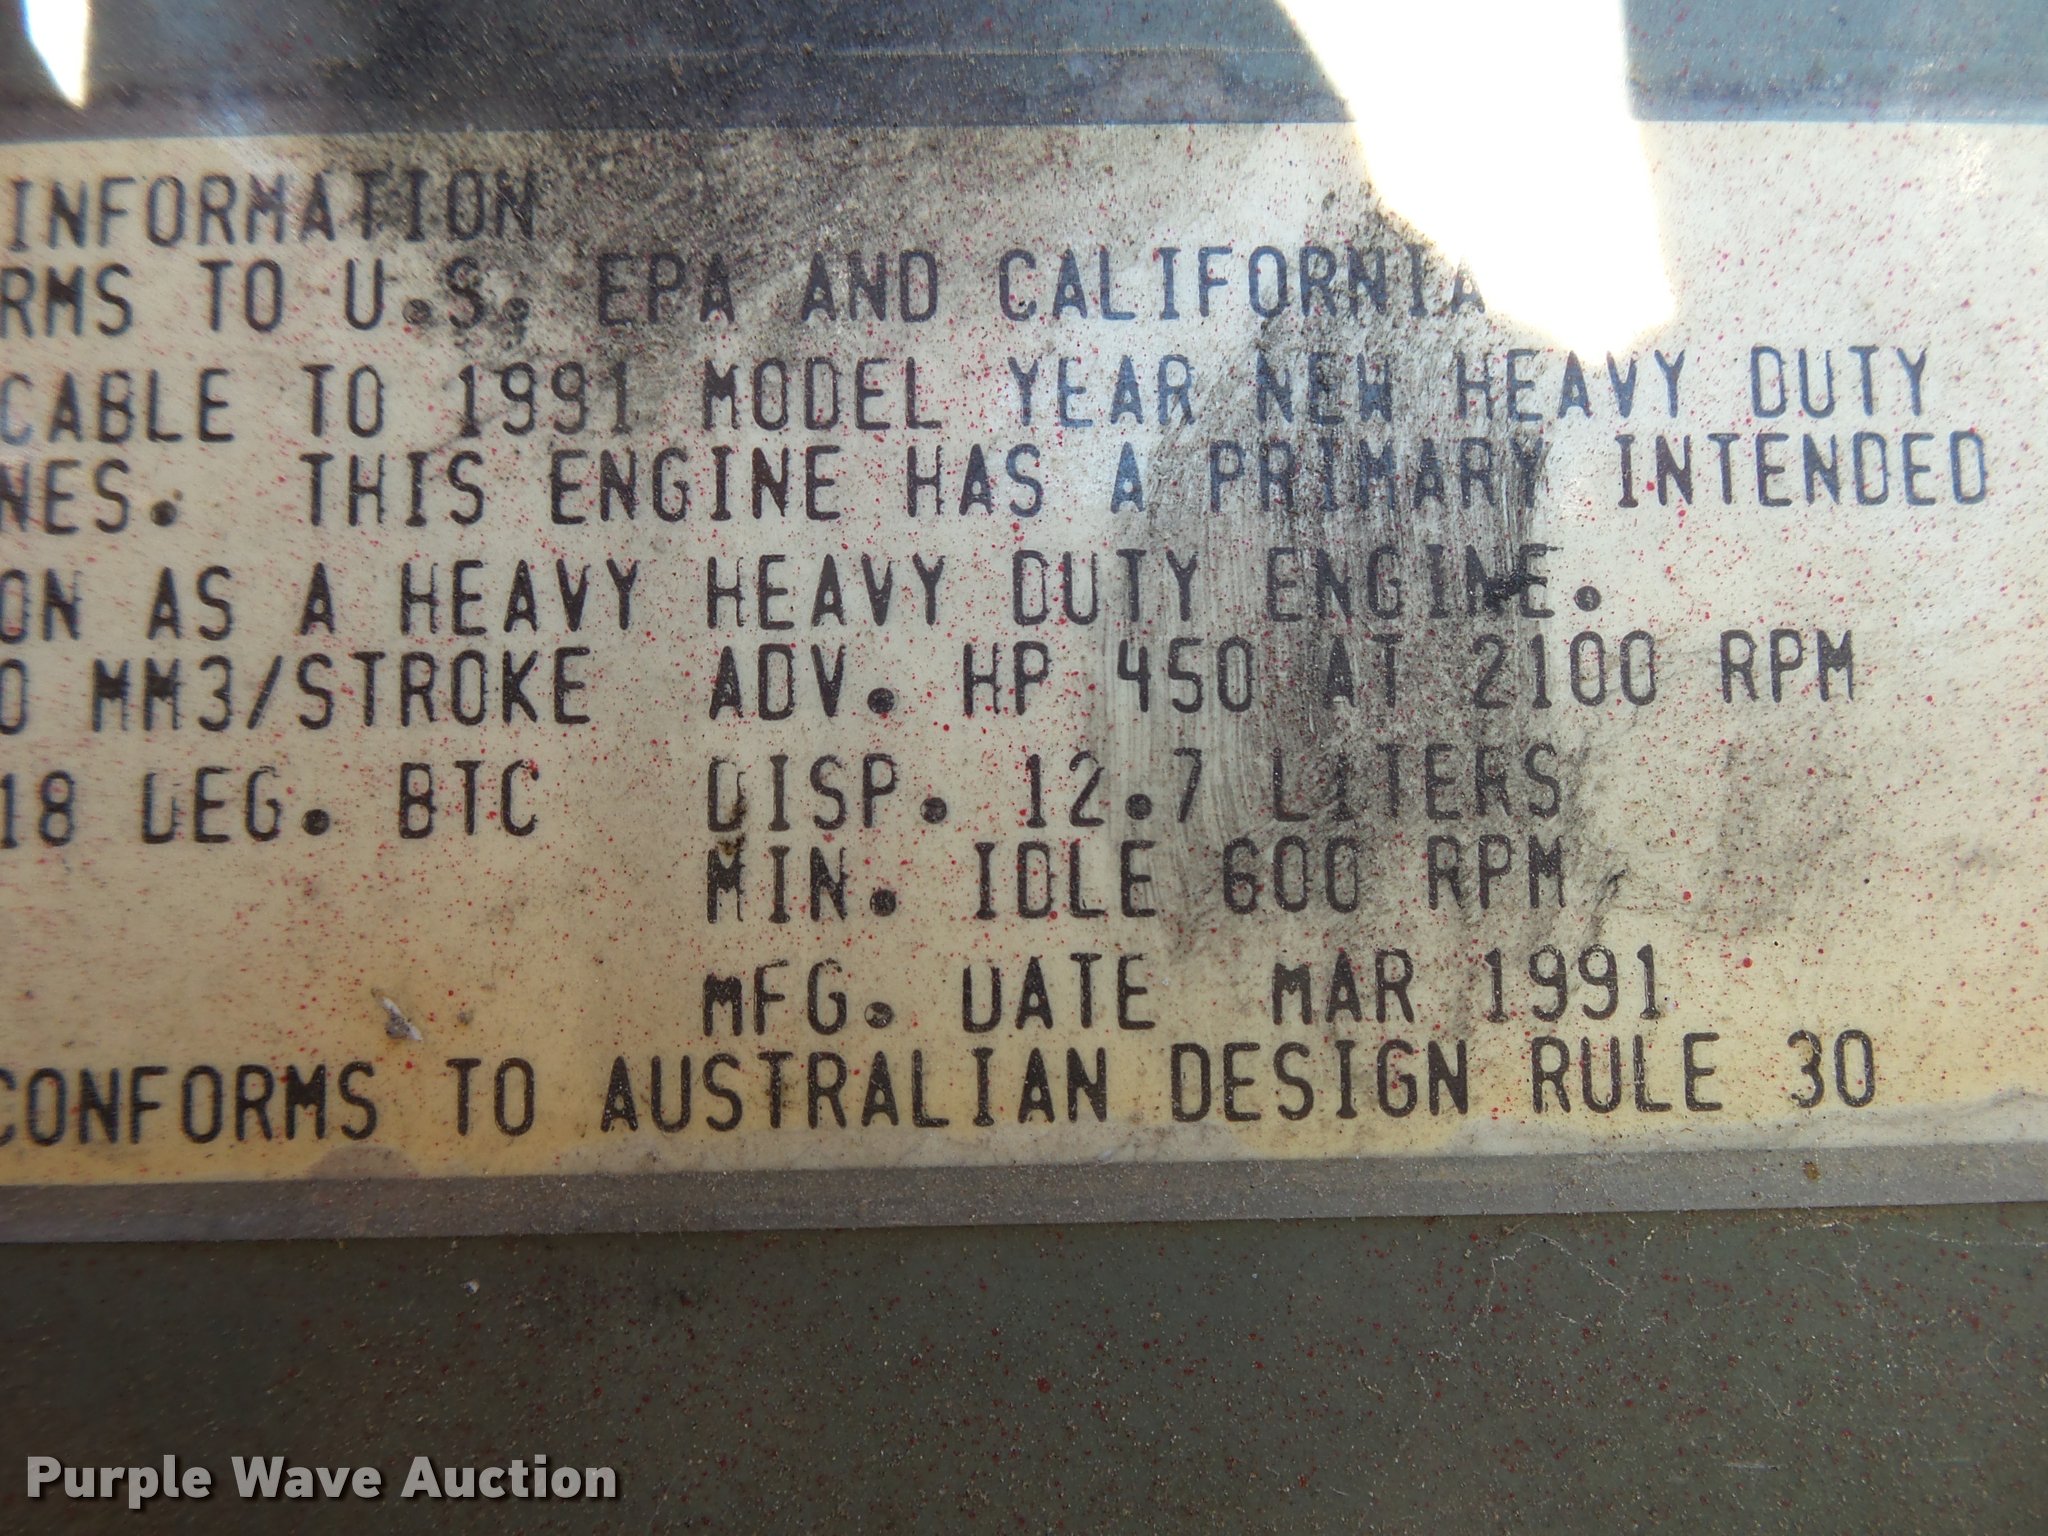 INFORMATION
RMS TO U.S. EPA AND CALIFORNIA
CABLE TO 1991 MODEL YEAR NEW HEAVY DUTY
NES. THIS ENGINE HAS A PRIMARY INTENDED
ON AS A HEAVY HEAVY DUTY ENGINE.
0 MM3/STROKE ADV. HP 450 AT 2100 RPM
18 DEG. BTC DISP. 12.7 LITERS
MIN. IDLE 600 RPM
MFG. DATE MAR 1991
CONFORMS TO AUSTRALIAN DESIGN RULE 30
Purple Wave Auction